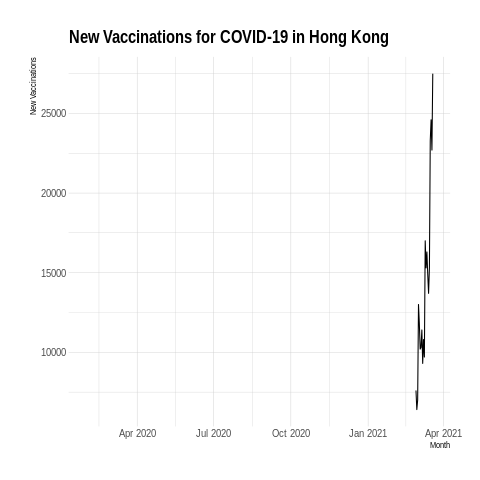 New Vaccinations for COVID-19 in Hong Kong
New Vaccinations
25000
20000
15000
10000
Apr 2020 Jul 2020 Oct 2020 Jan 2021 Apr 2021
Month